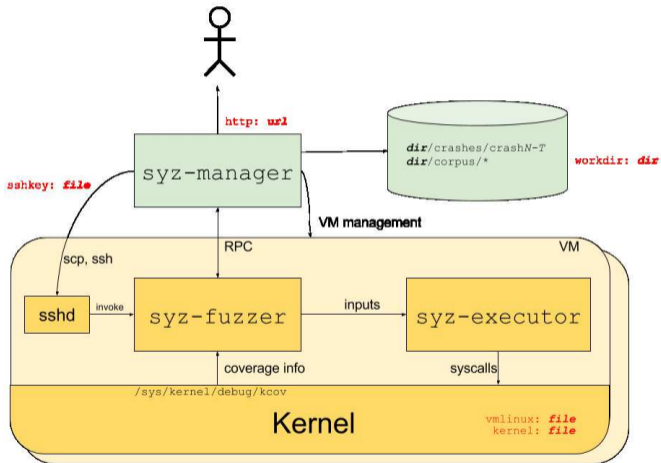 http: url
dir/crashes/crashN-T
dir/corpus/*
syz-manager
workdir: dir
sshkey: file
VM management
RPC
VM
scp, ssh
sshd
invoke
syz-fuzzer
inputs
syz-executor
coverage info
syscalls
/sys/kernel/debug/kcov
Kernel
vmlinux: file
kernel: file